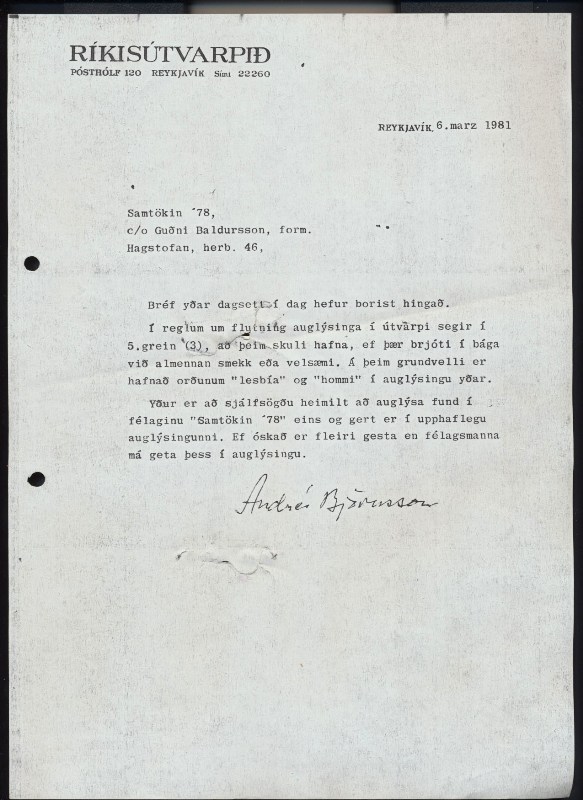 RÍKISÚTVARPIÐ
PÓSTHÓLF 120 REYKJAVÍK Sími 22260
REYKJAVÍK, 6.marz 1981
Samtökin ´78,
c/o Guðni Baldursson, form.
Hagstofan, herb. 46,
Bréf yðar dagsett í dag hefur borist hingað.
Í reglum um flutning auglýsinga í útvarpi segir í
5.grein (3), að þeim skuli hafna, ef þær brjóti í bága
við almennan smekk eða velsæmi. Á þeim grundvelli er
hafnað orðunum "lesbía" og "hommi" í auglýsingu yðar.
Yður er að sjálfsögðu heimilt að auglýsa fund í
félaginu "Samtökin ´78" eins og gert er í upphaflegu
auglýsingunni. Ef óskað er fleiri gesta en félagsmanna
má geta þess í auglýsingu.
Andrés Björnsson